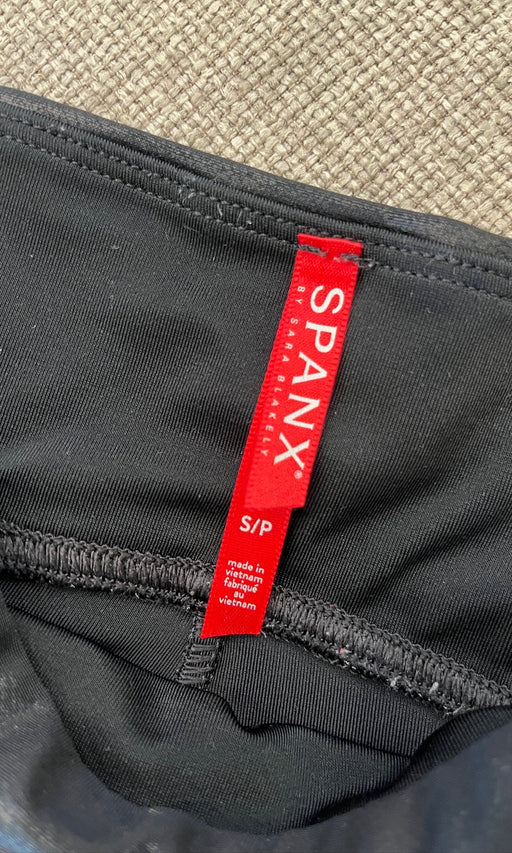 SPANX®
BY SARA BLAKELY
S/P
made in
vietnam
fabriqué
au
vietnam